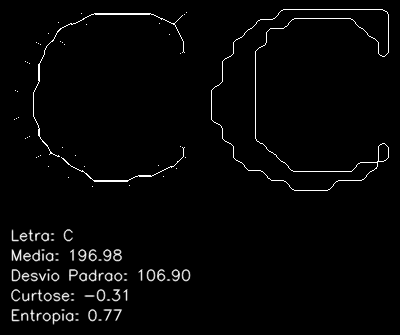 C C
Letra: C
Media: 196.98
Desvio Padrao: 106.90
Curtose: -0.31
Entropia: 0.77